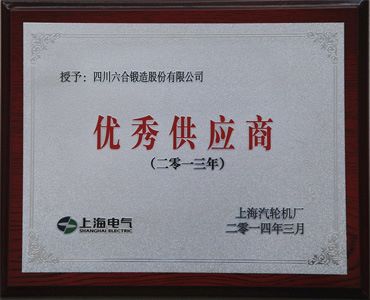 授予：四川六合锻造股份有限公司
优秀供应商
（二零一三年）
上海电气
SHANGHAI ELECTRIC
上海汽轮机厂
二零一四年三月